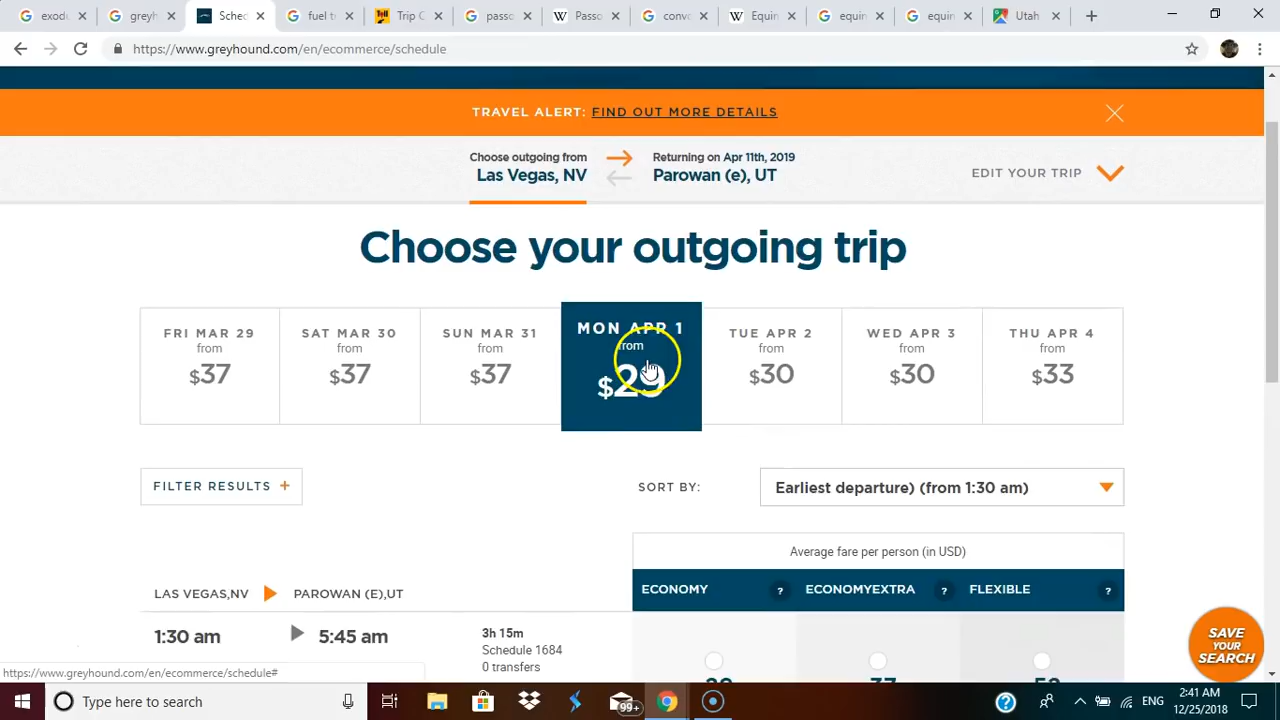 exodu
greyh
Sched
fuel t
Trip C
passo
Passo
convo
Equin
equin
equin
Utah
https://www.greyhound.com/en/ecommerce/schedule
TRAVEL ALERT: FIND OUT MORE DETAILS
Choose outgoing from
Las Vegas, NV
Returning on Apr 11th, 2019
Parowan (e), UT
EDIT YOUR TRIP
Choose your outgoing trip
FRI MAR 29
from
$37
SAT MAR 30
from
$37
SUN MAR 31
from
$37
MON APR 1
from
$29
TUE APR 2
from
$30
WED APR 3
from
$30
THU APR 4
from
$33
FILTER RESULTS +
SORT BY:
Earliest departure) (from 1:30 am)
Average fare per person (in USD)
ECONOMY ?
ECONOMYEXTRA ?
FLEXIBLE ?
LAS VEGAS,NV
PAROWAN (E),UT
1:30 am
5:45 am
3h 15m
Schedule 1684
0 transfers
SAVE
YOUR
SEARCH
https://www.greyhound.com/en/ecommerce/schedule#
Type here to search
99+
ENG
2:41 AM
12/25/2018